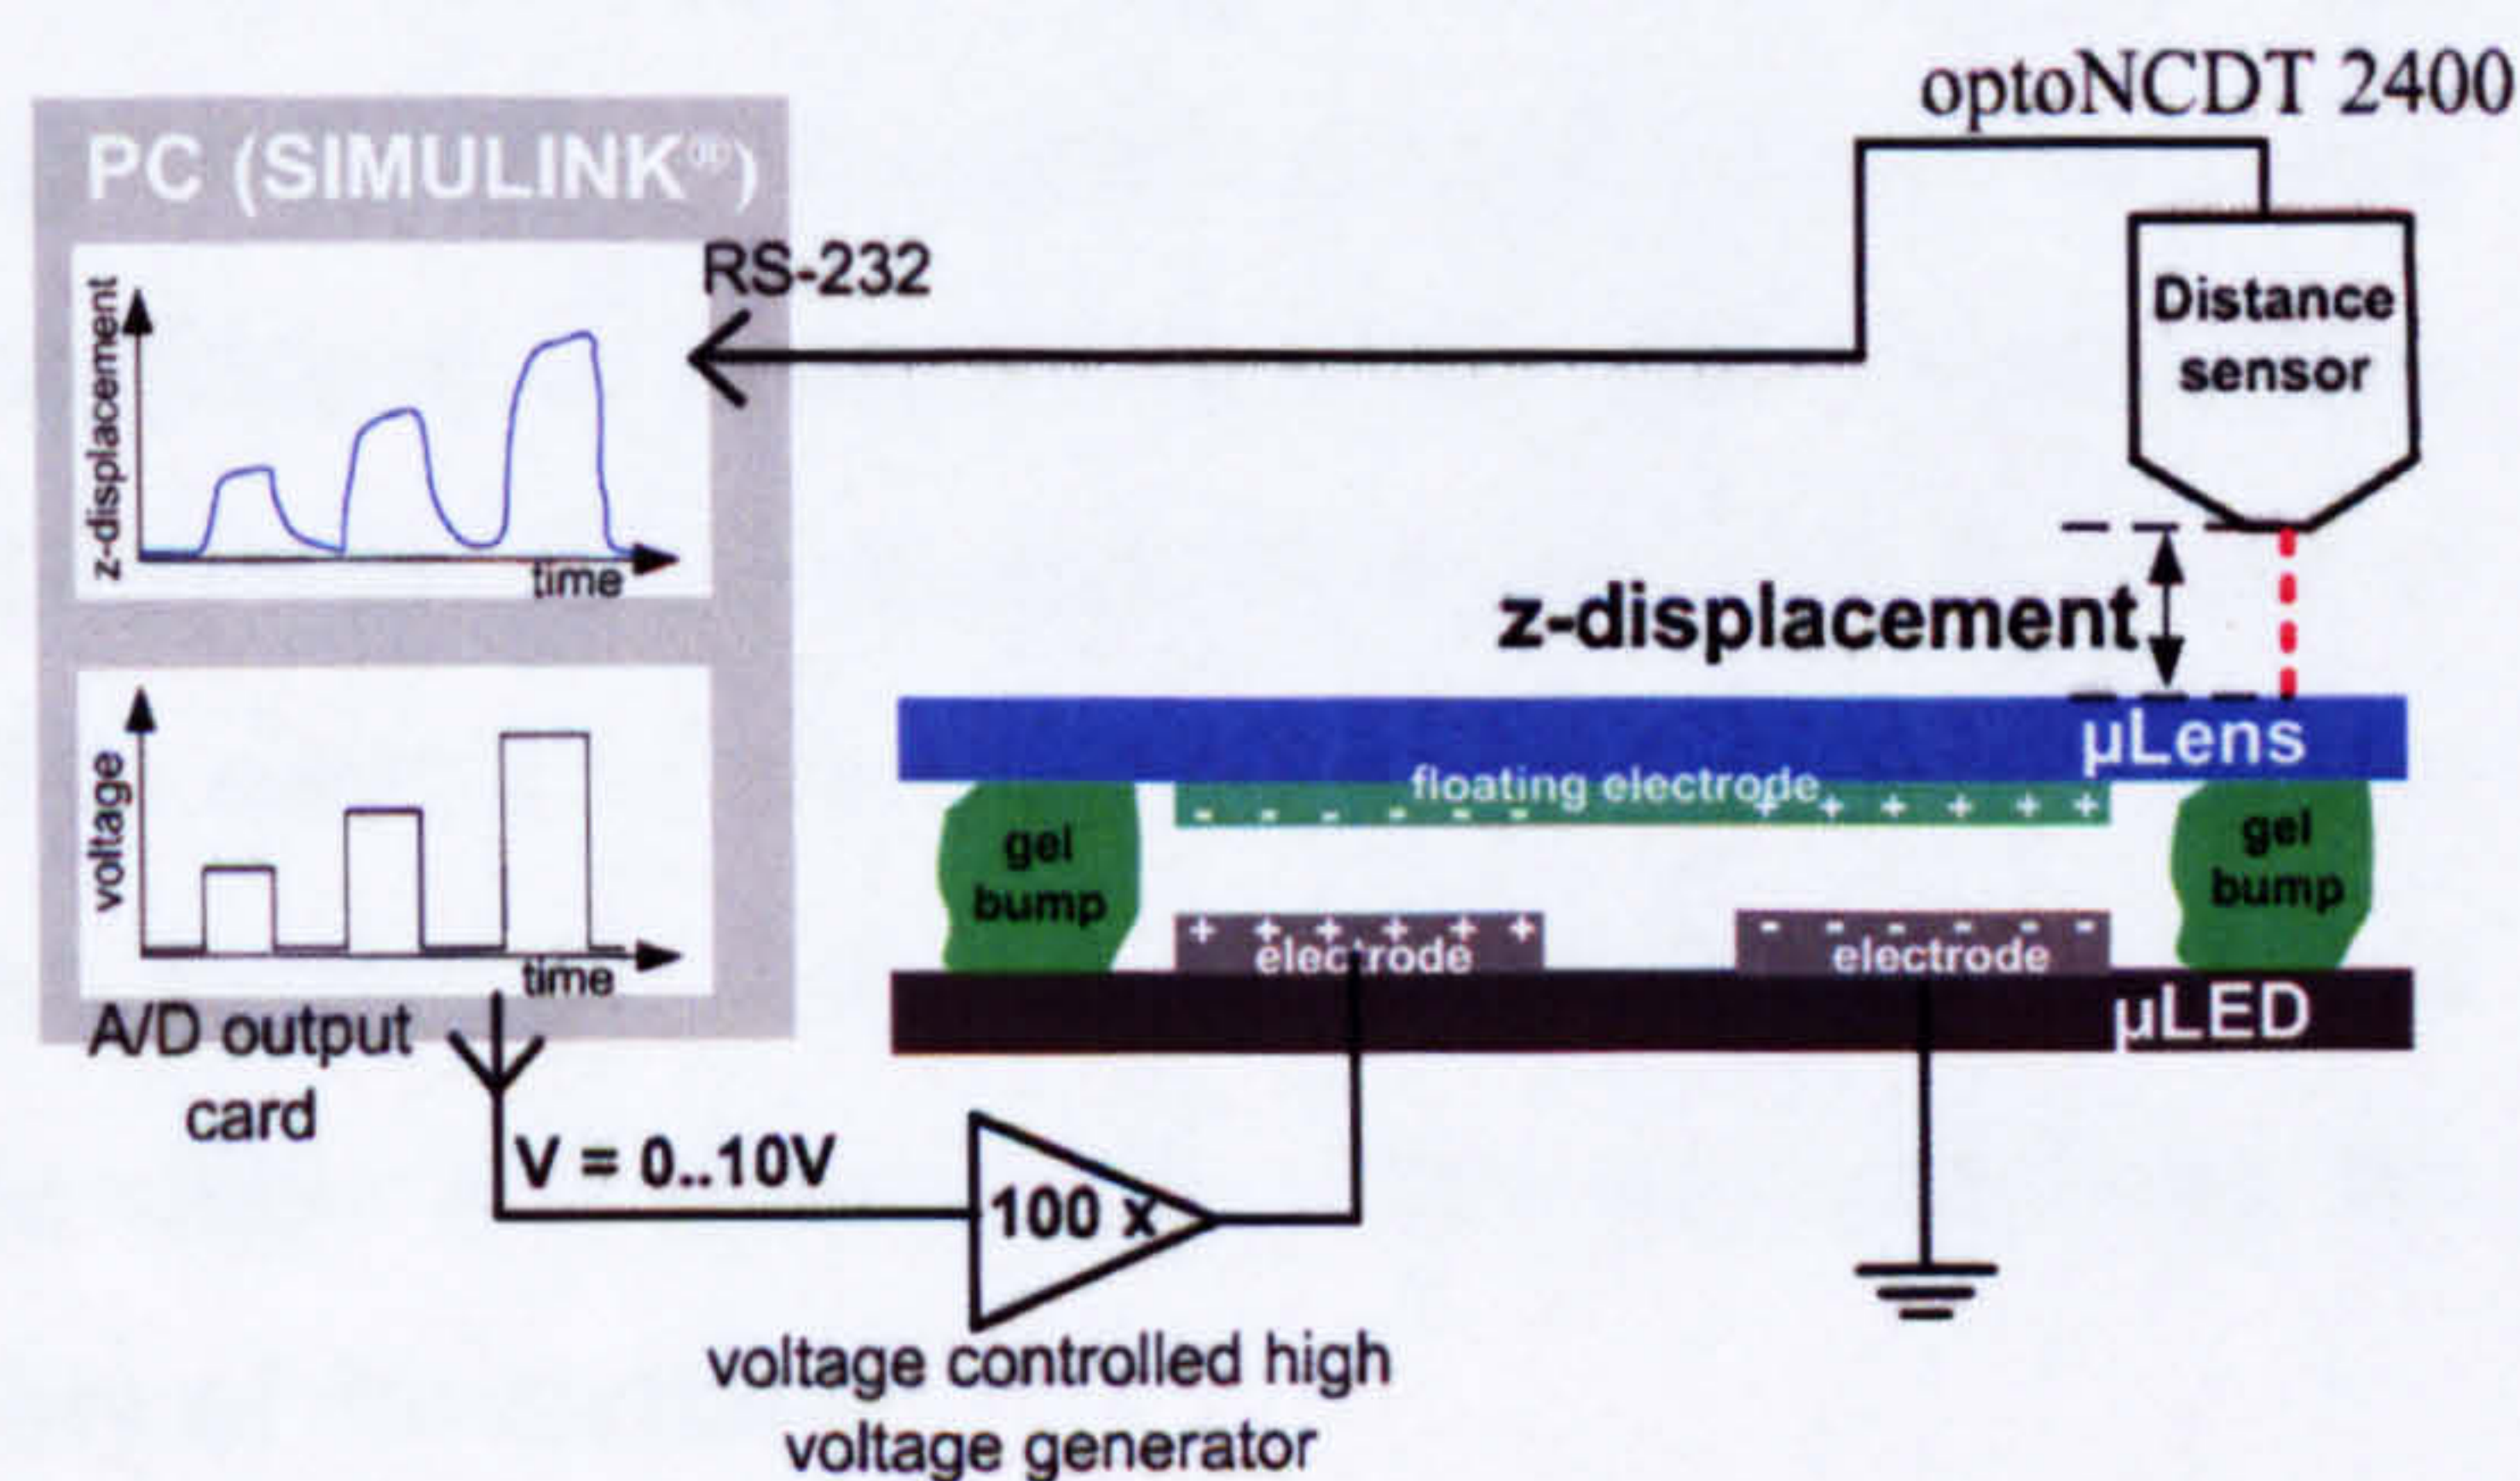 optoNCDT 2400
PC (SIMULINK®)
RS-232
Distance
sensor
z-displacement
time
z-displacement
µLens
floating electrode
- - - - - - + + + + + +
gel
bump
gel
bump
voltage
time
+ + + + + +
electrode
- - - - - -
electrode
µLED
A/D output
card
V = 0..10V
100 x
voltage controlled high
voltage generator